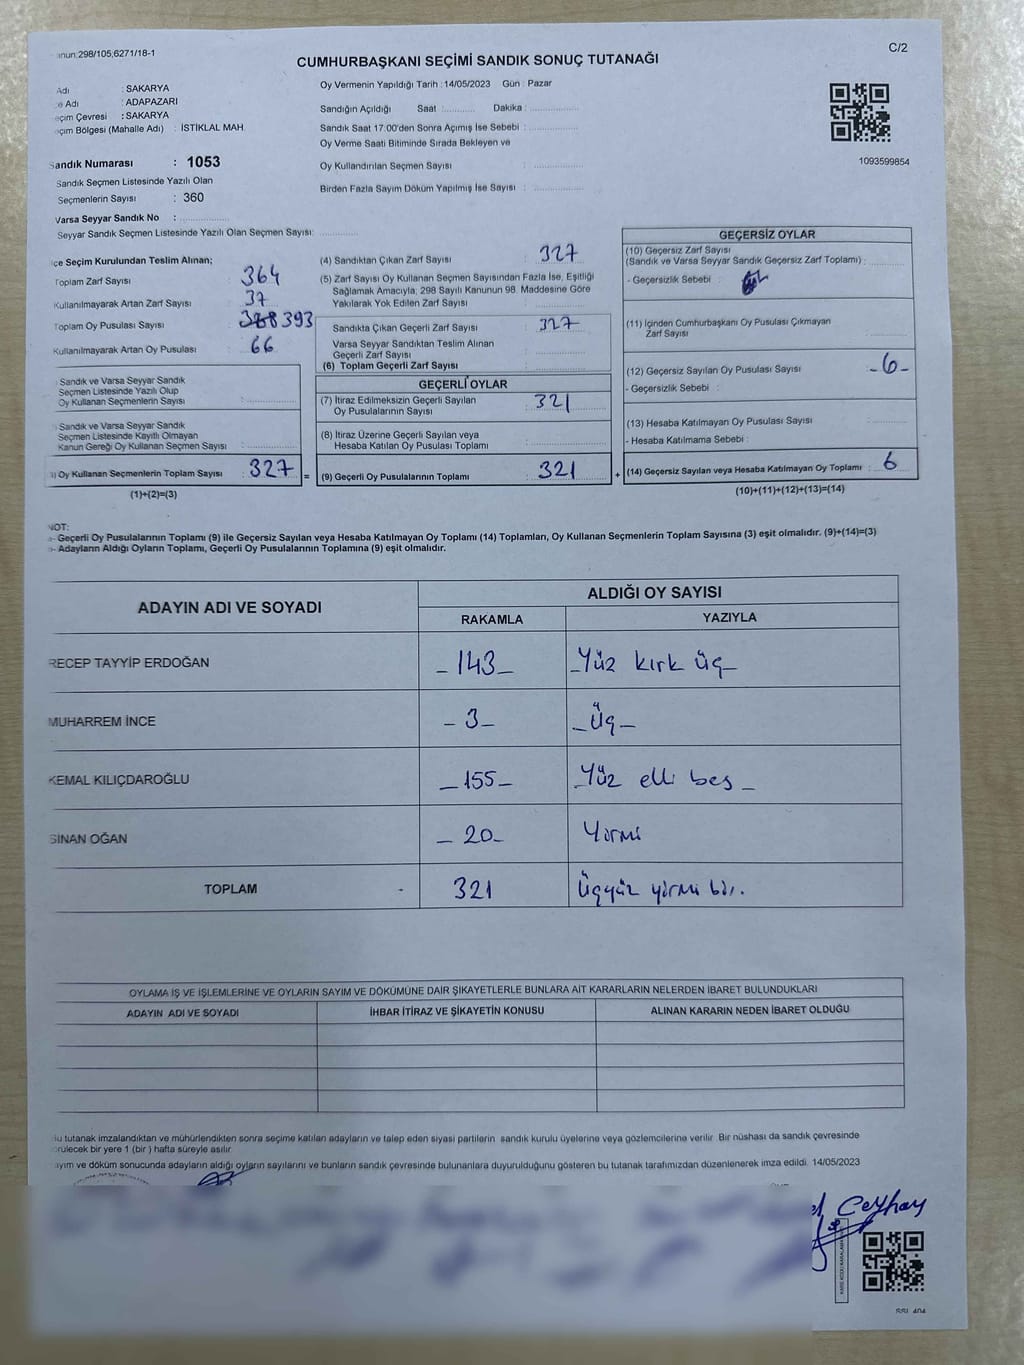 anun:298/105;6271/18-1
C/2
CUMHURBAŞKANI SEÇİMİ SANDIK SONUÇ TUTANAĞI
Adı : SAKARYA
e Adı : ADAPAZARI
eçim Çevresi : SAKARYA
eçim Bölgesi (Mahalle Adı) : İSTİKLAL MAH.
Sandık Numarası : 1053
Sandık Seçmen Listesinde Yazılı Olan
Seçmenlerin Sayısı : 360
Varsa Seyyar Sandık No :
Seyyar Sandık Seçmen Listesinde Yazılı Olan Seçmen Sayısı:
Oy Vermenin Yapıldığı Tarih : 14/05/2023 Gün : Pazar
Sandığın Açıldığı Saat : Dakika :
Sandık Saat 17:00'den Sonra Açımış İse Sebebi :
Oy Verme Saati Bitiminde Sırada Bekleyen ve
Oy Kullandırılan Seçmen Sayısı :
Birden Fazla Sayım Döküm Yapılmış İse Sayısı :
1093599854
çe Seçim Kurulundan Teslim Alınan;
Toplam Zarf Sayısı : 364
Kullanılmayarak Artan Zarf Sayısı : 37
Toplam Oy Pusulası Sayısı : 393
Kullanılmayarak Artan Oy Pusulası : 66
Sandık ve Varsa Seyyar Sandık
Seçmen Listesinde Yazılı Olup
Oy Kullanan Seçmenlerin Sayısı :
Sandık ve Varsa Seyyar Sandık
Seçmen Listesinde Kayıtlı Olmayan
Kanun Gereği Oy Kullanan Seçmen Sayısı :
) Oy Kullanan Seçmenlerin Toplam Sayısı : 327 =
(1)+(2)=(3)
(4) Sandıktan Çıkan Zarf Sayısı : 327
(5) Zarf Sayısı Oy Kullanan Seçmen Sayısından Fazla İse, Eşitliği
Sağlamak Amacıyla; 298 Sayılı Kanunun 98. Maddesine Göre
Yakılarak Yok Edilen Zarf Sayısı :
Sandıkta Çıkan Geçerli Zarf Sayısı : 327
Varsa Seyyar Sandıktan Teslim Alınan
Geçerli Zarf Sayısı :
(6) Toplam Geçerli Zarf Sayısı :
GEÇERLİ OYLAR
(7) İtiraz Edilmeksizin Geçerli Sayılan
Oy Pusulalarının Sayısı : 321
(8) İtiraz Üzerine Geçerli Sayılan veya
Hesaba Katılan Oy Pusulası Toplamı :
(9) Geçerli Oy Pusulalarının Toplamı : 321 +
GEÇERSİZ OYLAR
(10) Geçersiz Zarf Sayısı
(Sandık ve Varsa Seyyar Sandık Geçersiz Zarf Toplamı) :
- Geçersizlik Sebebi :
(11) İçinden Cumhurbaşkanı Oy Pusulası Çıkmayan
Zarf Sayısı :
(12) Geçersiz Sayılan Oy Pusulası Sayısı : -6-
- Geçersizlik Sebebi :
(13) Hesaba Katılmayan Oy Pusulası Sayısı :
- Hesaba Katılmama Sebebi :
(14) Geçersiz Sayılan veya Hesaba Katılmayan Oy Toplamı : 6
(10)+(11)+(12)+(13)=(14)
NOT:
- Geçerli Oy Pusulalarının Toplamı (9) ile Geçersiz Sayılan veya Hesaba Katılmayan Oy Toplamı (14) Toplamları, Oy Kullanan Seçmenlerin Toplam Sayısına (3) eşit olmalıdır. (9)+(14)=(3)
- Adayların Aldığı Oyların Toplamı, Geçerli Oy Pusulalarının Toplamına (9) eşit olmalıdır.
ADAYIN ADI VE SOYADI
ALDIĞI OY SAYISI
RAKAMLA YAZIYLA
RECEP TAYYİP ERDOĞAN -143- -Yüz kırk üç-
MUHARREM İNCE -3- -Üç-
KEMAL KILIÇDAROĞLU -155- -Yüz elli beş-
SİNAN OĞAN -20- Yirmi
TOPLAM - 321 Üçyüz yirmi bir.
OYLAMA İŞ VE İŞLEMLERİNE VE OYLARIN SAYIM VE DÖKÜMÜNE DAİR ŞİKAYETLERLE BUNLARA AİT KARARLARIN NELERDEN İBARET BULUNDUKLARI
ADAYIN ADI VE SOYADI İHBAR İTİRAZ VE ŞİKAYETİN KONUSU ALINAN KARARIN NEDEN İBARET OLDUĞU
u tutanak imzalandıktan ve mühürlendikten sonra seçime katılan adayların ve talep eden siyasi partilerin sandık kurulu üyelerine veya gözlemcilerine verilir. Bir nüshası da sandık çevresinde
örülecek bir yere 1 (bir) hafta süreyle asılır.
ayım ve döküm sonucunda adayların aldığı oyların sayılarını ve bunların sandık çevresinde bulunanlara duyurulduğunu gösteren bu tutanak tarafımızdan düzenlenerek imza edildi. 14/05/2023
Ceyhan